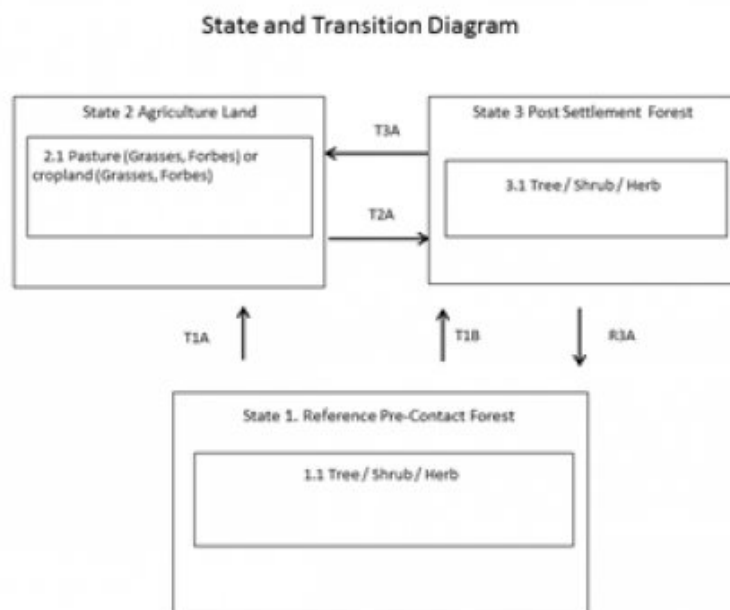 State and Transition Diagram
State 2 Agriculture Land
2.1 Pasture (Grasses, Forbes) or
cropland (Grasses, Forbes)
T3A
T2A
State 3 Post Settlement Forest
3.1 Tree / Shrub / Herb
T1A
T1B
R3A
State 1. Reference Pre-Contact Forest
1.1 Tree / Shrub / Herb